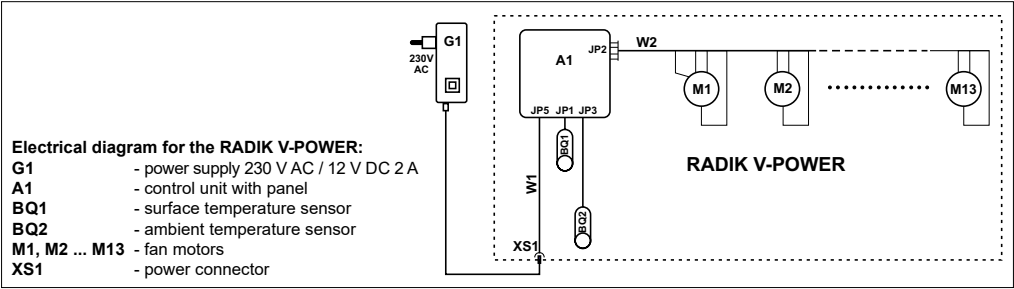 G1
230V
AC
A1
JP2
W2
JP5 JP1 JP3
BQ1
BQ2
W1
XS1
M1
M2
M13
RADIK V-POWER
Electrical diagram for the RADIK V-POWER:
G1 - power supply 230 V AC / 12 V DC 2 A
A1 - control unit with panel
BQ1 - surface temperature sensor
BQ2 - ambient temperature sensor
M1, M2 ... M13 - fan motors
XS1 - power connector